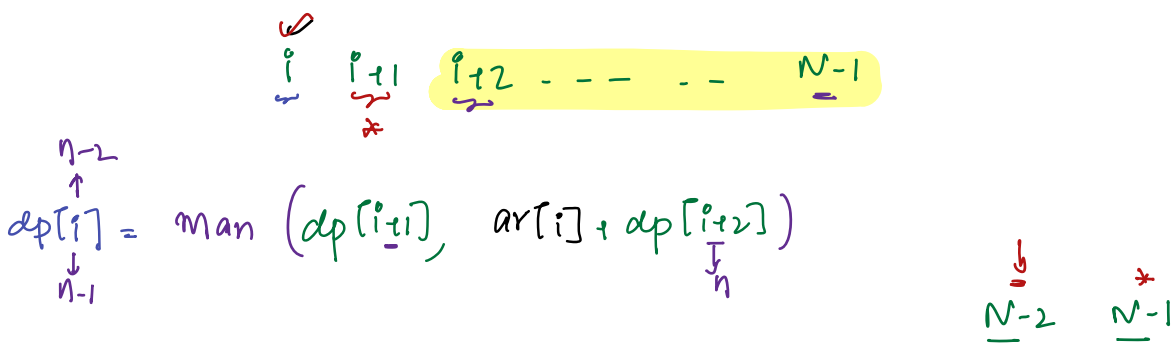 i i+1 i+2 - - - - - N-1
*
n-2
dp[i] = man (dp[i+1], ar[i] + dp[i+2])
n-1 n
*
N-2 N-1